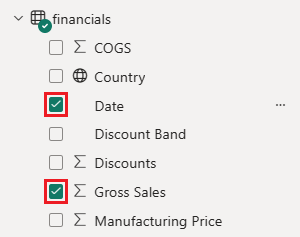 financials
COGS
Country
Date
Discount Band
Discounts
Gross Sales
Manufacturing Price